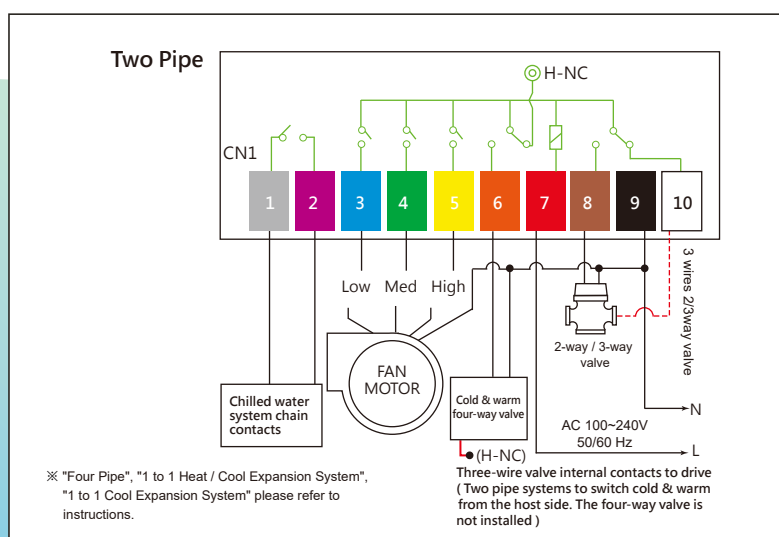 Two Pipe
H-NC
CN1
1 2 3 4 5 6 7 8 9 10
Low Med High
3 wires 2/3way valve
2-way / 3-way
valve
FAN
MOTOR
Chilled water
system chain
contacts
Cold & warm
four-way valve
N
AC 100~240V
50/60 Hz
L
(H-NC)
Three-wire valve internal contacts to drive
( Two pipe systems to switch cold & warm
from the host side. The four-way valve is
not installed )
※ "Four Pipe", "1 to 1 Heat / Cool Expansion System",
"1 to 1 Cool Expansion System" please refer to
instructions.